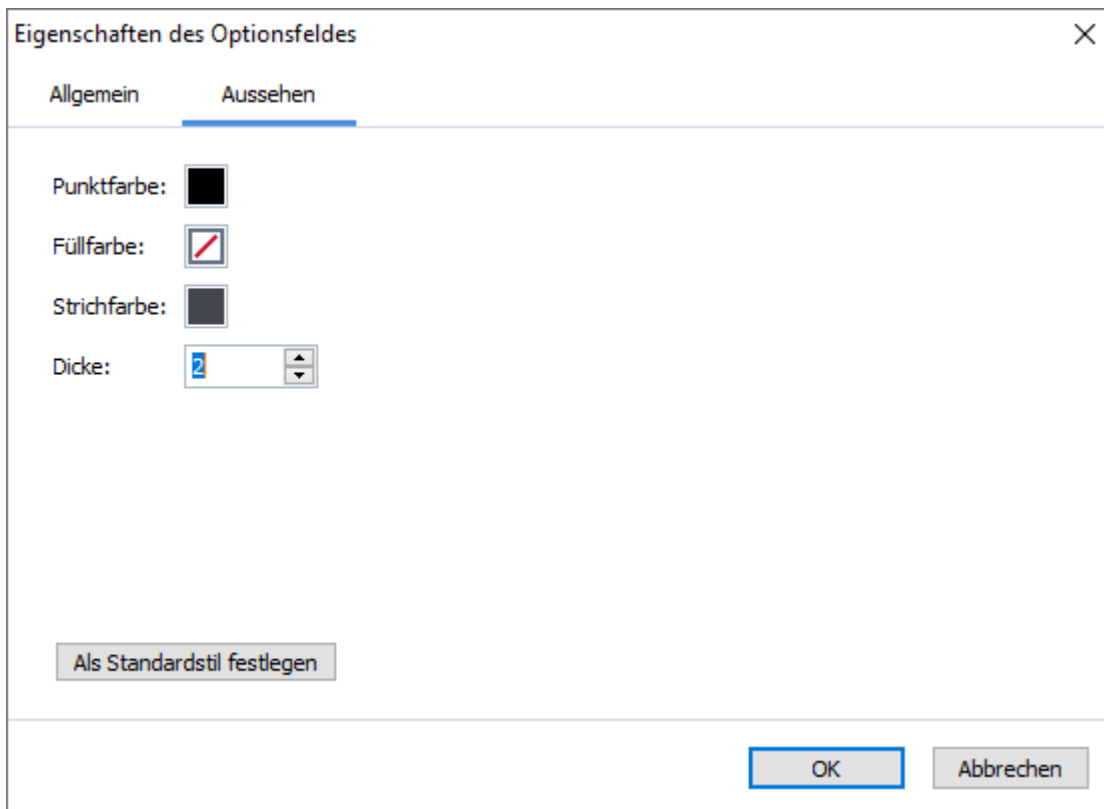 Eigenschaften des Optionsfeldes
Allgemein Aussehen
Punktfarbe:
Füllfarbe:
Strichfarbe:
Dicke: 2
Als Standardstil festlegen
OK Abbrechen